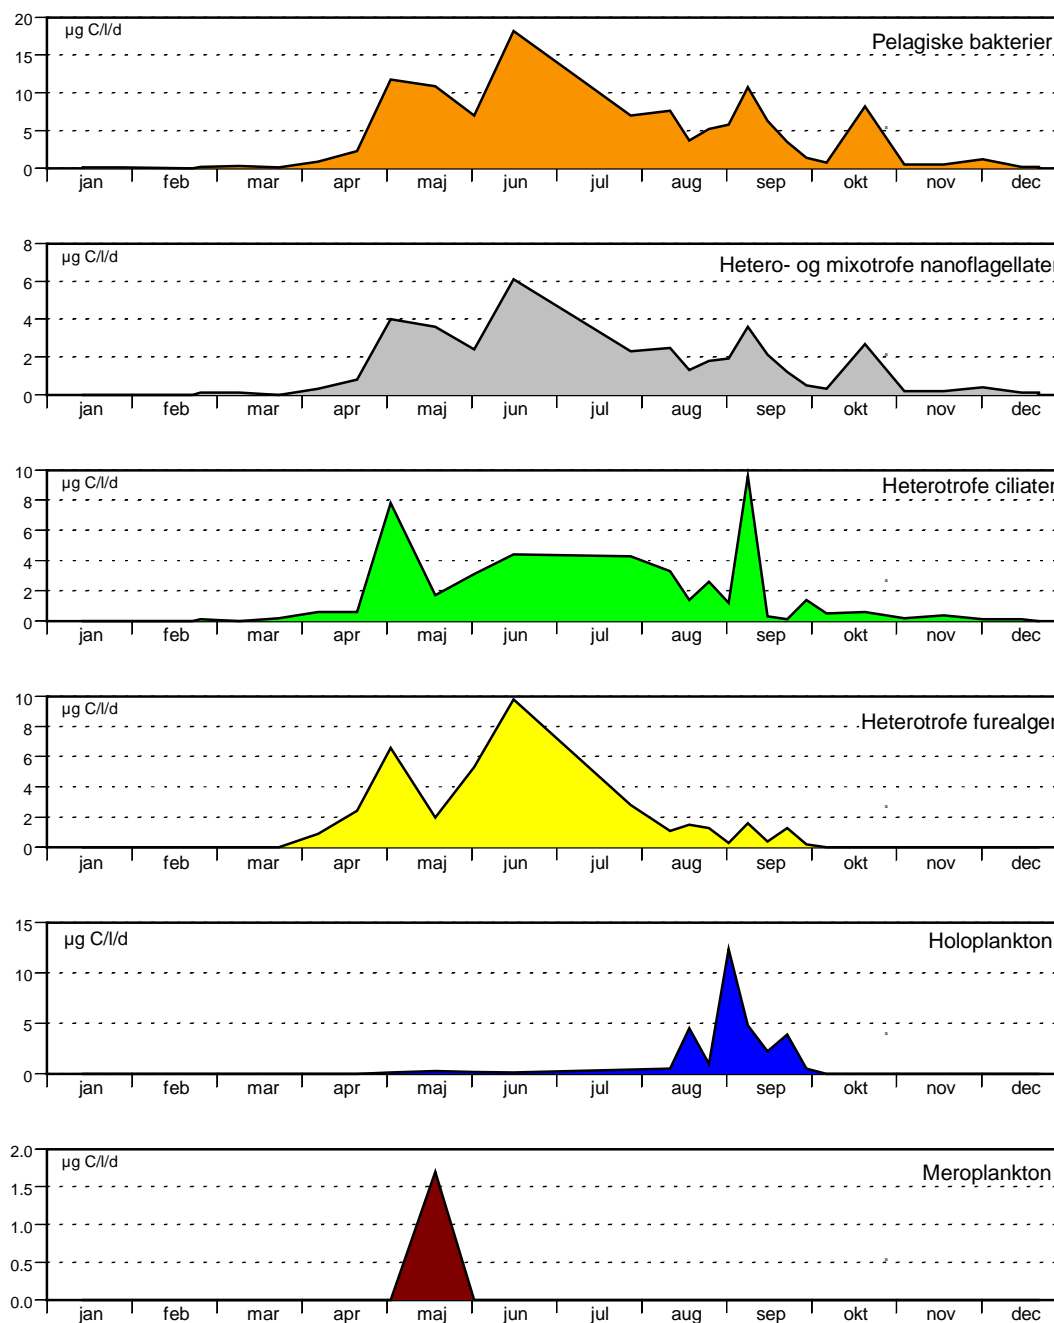 20
µg C/l/d
Pelagiske bakterier
15
10
5
0
jan feb mar apr maj jun jul aug sep okt nov dec
8
µg C/l/d
Hetero- og mixotrofe nanoflagellater
6
4
2
0
jan feb mar apr maj jun jul aug sep okt nov dec
10
µg C/l/d
Heterotrofe ciliater
8
6
4
2
0
jan feb mar apr maj jun jul aug sep okt nov dec
10
µg C/l/d
Heterotrofe furealger
8
6
4
2
0
jan feb mar apr maj jun jul aug sep okt nov dec
15
µg C/l/d
Holoplankton
10
5
0
jan feb mar apr maj jun jul aug sep okt nov dec
2.0
µg C/l/d
Meroplankton
1.5
1.0
0.5
0.0
jan feb mar apr maj jun jul aug sep okt nov dec